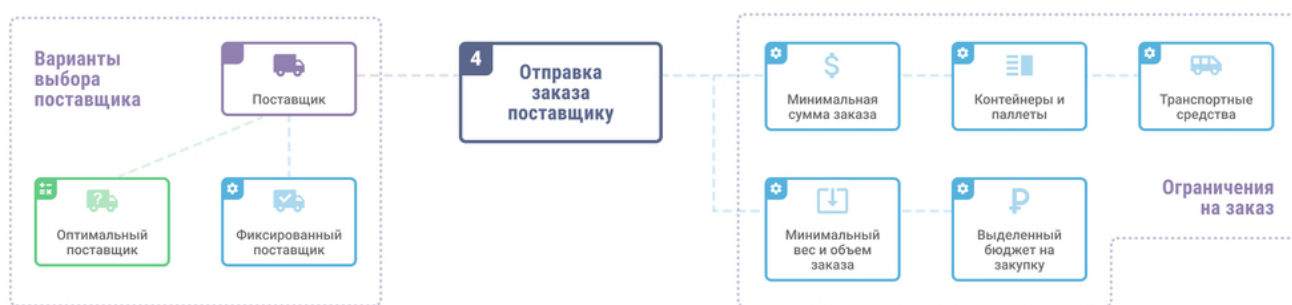 Варианты
выбора
поставщика
Поставщик
Оптимальный
поставщик
Фиксированный
поставщик
4
Отправка
заказа
поставщику
$
Минимальная
сумма заказа
Контейнеры и
паллеты
Транспортные
средства
Минимальный
вес и объем
заказа
₽
Выделенный
бюджет на
закупку
Ограничения
на заказ